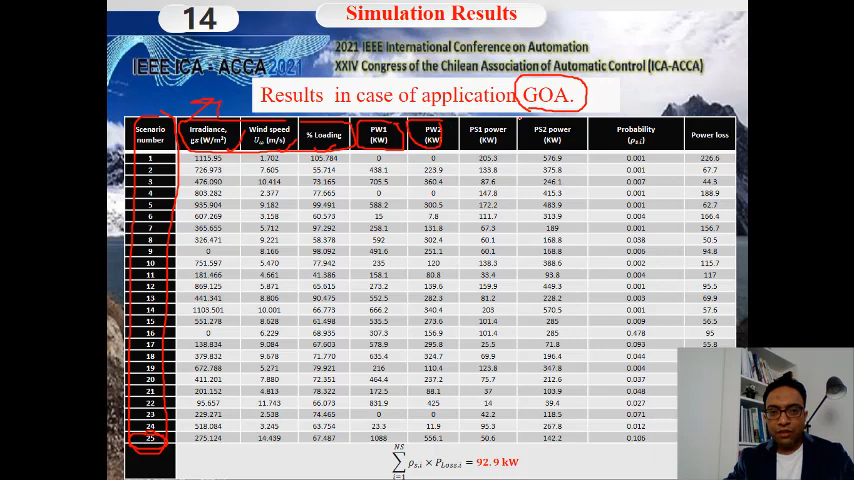 14
Simulation Results
2021 IEEE International Conference on Automation
IEEE ICA - ACCA 2021
XXIV Congress of the Chilean Association of Automatic Control (ICA-ACCA)
Results in case of application GOA.
Scenario number Irradiance, gs (W/m²) Wind speed Uω (m/s) % Loading PW1 (KW) PW2 (KW) PS1 power (KW) PS2 power (KW) Probability (ρs,i) Power loss
1 1115.95 1.702 105.784 0 0 205.3 576.9 0.001 226.6
2 726.973 7.605 55.714 438.1 223.9 133.8 375.8 0.001 67.7
3 476.090 10.414 73.165 705.5 360.4 87.6 246.1 0.007 44.3
4 803.282 2.377 77.665 0 0 147.8 415.3 0.001 188.9
5 935.904 9.182 99.491 588.2 300.5 172.2 483.9 0.001 62.7
6 607.269 3.158 60.573 15 7.8 111.7 313.9 0.004 166.4
7 365.655 5.712 97.292 258.1 131.8 67.3 189 0.001 156.7
8 326.471 9.221 58.378 592 302.4 60.1 168.8 0.038 50.5
9 0 8.166 98.092 491.6 251.1 60.1 168.8 0.006 94.8
10 751.597 5.470 77.942 235 120 138.3 388.6 0.002 115.7
11 181.466 4.661 41.386 158.1 80.8 33.4 93.8 0.004 117
12 869.125 5.871 65.615 273.2 139.6 159.9 449.3 0.001 95.5
13 441.341 8.806 90.475 552.5 282.3 81.2 228.2 0.003 69.9
14 1103.501 10.001 66.773 666.2 340.4 203 570.5 0.001 57.6
15 551.278 8.628 61.498 535.5 273.6 101.4 285 0.009 56.5
16 0 6.229 68.935 307.3 156.9 101.4 285 0.478 95
17 138.834 9.084 67.603 578.9 295.8 25.5 71.8 0.093 55.8
18 379.832 9.678 71.770 635.4 324.7 69.9 196.4 0.044
19 672.788 5.271 79.921 216 110.4 123.8 347.8 0.004
20 411.201 7.880 72.351 464.4 237.2 75.7 212.6 0.037
21 201.152 4.813 78.322 172.5 88.1 37 103.9 0.048
22 95.657 11.743 66.073 831.9 425 14 39.4 0.027
23 229.271 2.538 74.465 0 0 42.2 118.5 0.071
24 518.084 3.245 63.754 23.3 11.9 95.3 267.8 0.012
25 275.124 14.439 67.487 1088 556.1 50.6 142.2 0.106
∑ᵢ₌₁ᴺˢ ρs,i × PLoss,i = 92.9 kW